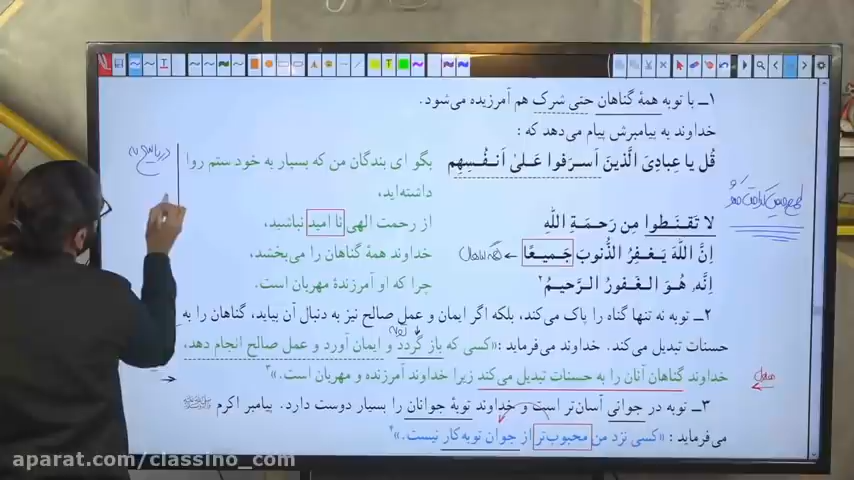 ۱ــ با توبه همهٔ گناهان حتی شرک هم آمرزیده می‌شود.
خداوند به پیامبرش پیام می‌دهد که :
قُل یا عِبادِیَ الَّذینَ اَسرَفوا عَلیٰ اَنفُسِهِم
بگو ای بندگان من که بسیار به خود ستم روا
داشته‌اید،
لا تَقنَطوا مِن رَحمَةِ اللّٰهِ
از رحمت الهی نا امید نباشید،
اِنَّ اللّٰهَ یَغفِرُ الذُّنوبَ جَمیعًا
خداوند همهٔ گناهان را می‌بخشد،
اِنَّه هُوَ الغَفورُ الرَّحیمُ۲
چرا که او آمرزندهٔ مهربان است.
۲ــ توبه نه تنها گناه را پاک می‌کند، بلکه اگر ایمان و عمل صالح نیز به دنبال آن بیاید، گناهان را به
حسنات تبدیل می‌کند. خداوند می‌فرماید: «کسی که باز گردد و ایمان آورد و عمل صالح انجام دهد،
خداوند گناهان آنان را به حسنات تبدیل می‌کند زیرا خداوند آمرزنده و مهربان است.»۳
۳ــ توبه در جوانی آسان‌تر است و خداوند توبهٔ جوانان را بسیار دوست دارد. پیامبر اکرم
می‌فرماید : «کسی نزد من محبوب‌تر از جوان توبه‌کار نیست.»۴
www.aparat.com/classino_com